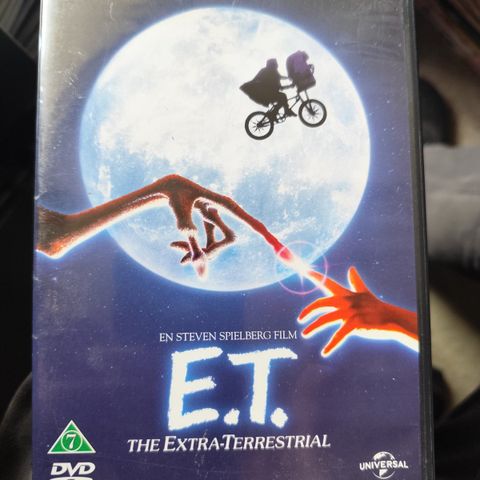 EN STEVEN SPIELBERG FILM
E.T.
THE EXTRA-TERRESTRIAL
7
DVD
UNIVERSAL